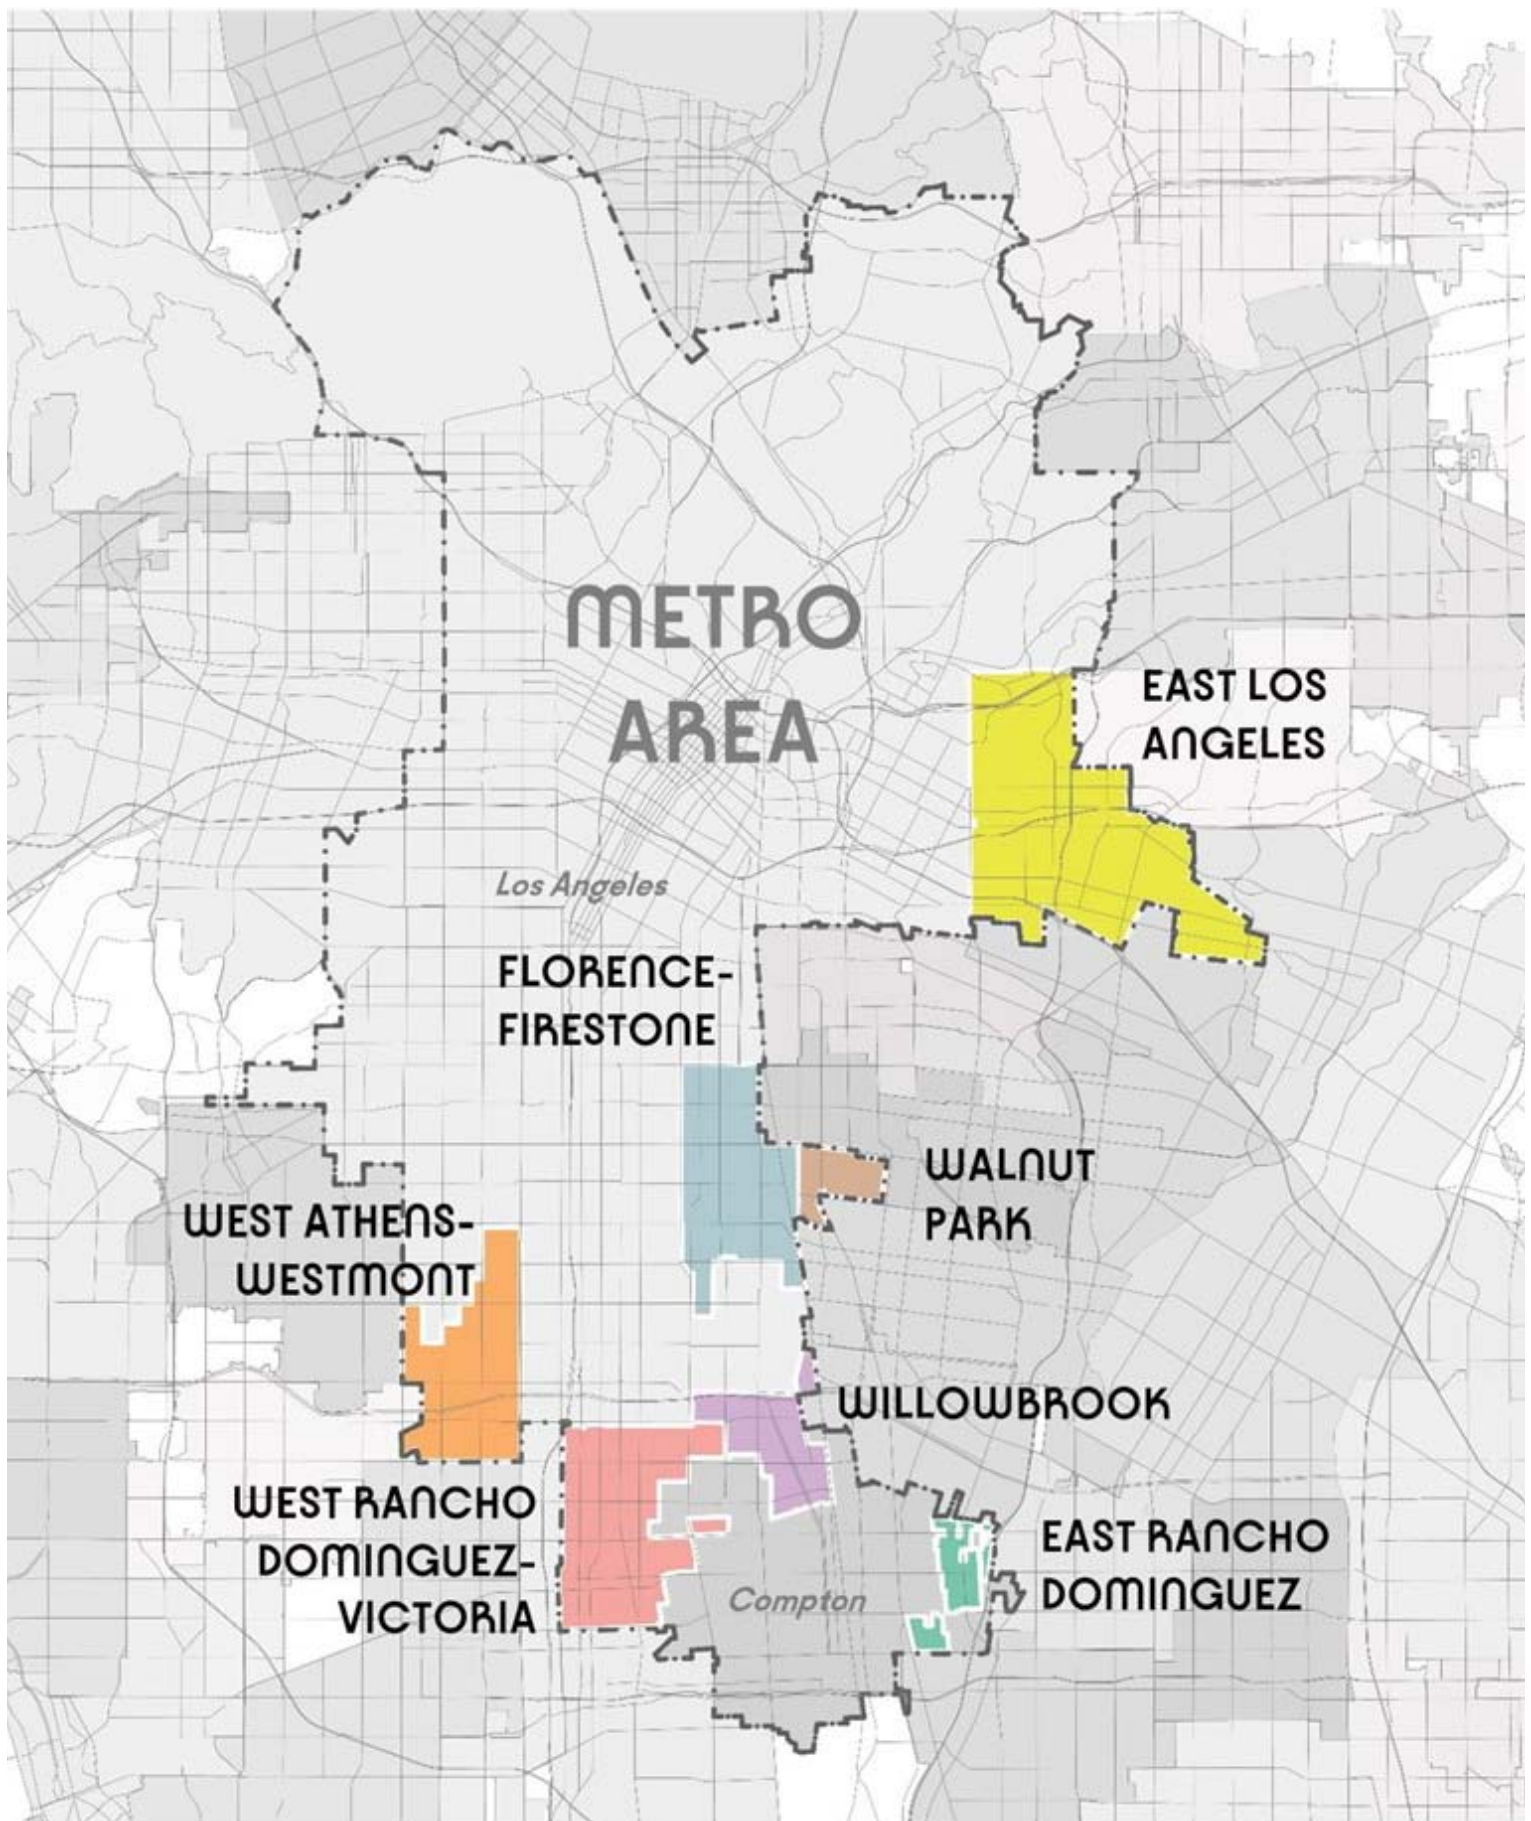 METRO
AREA
EAST LOS
ANGELES
Los Angeles
FLORENCE-
FIRESTONE
WALNUT
PARK
WEST ATHENS-
WESTMONT
WILLOWBROOK
WEST RANCHO
DOMINGUEZ-
VICTORIA
EAST RANCHO
DOMINGUEZ
Compton